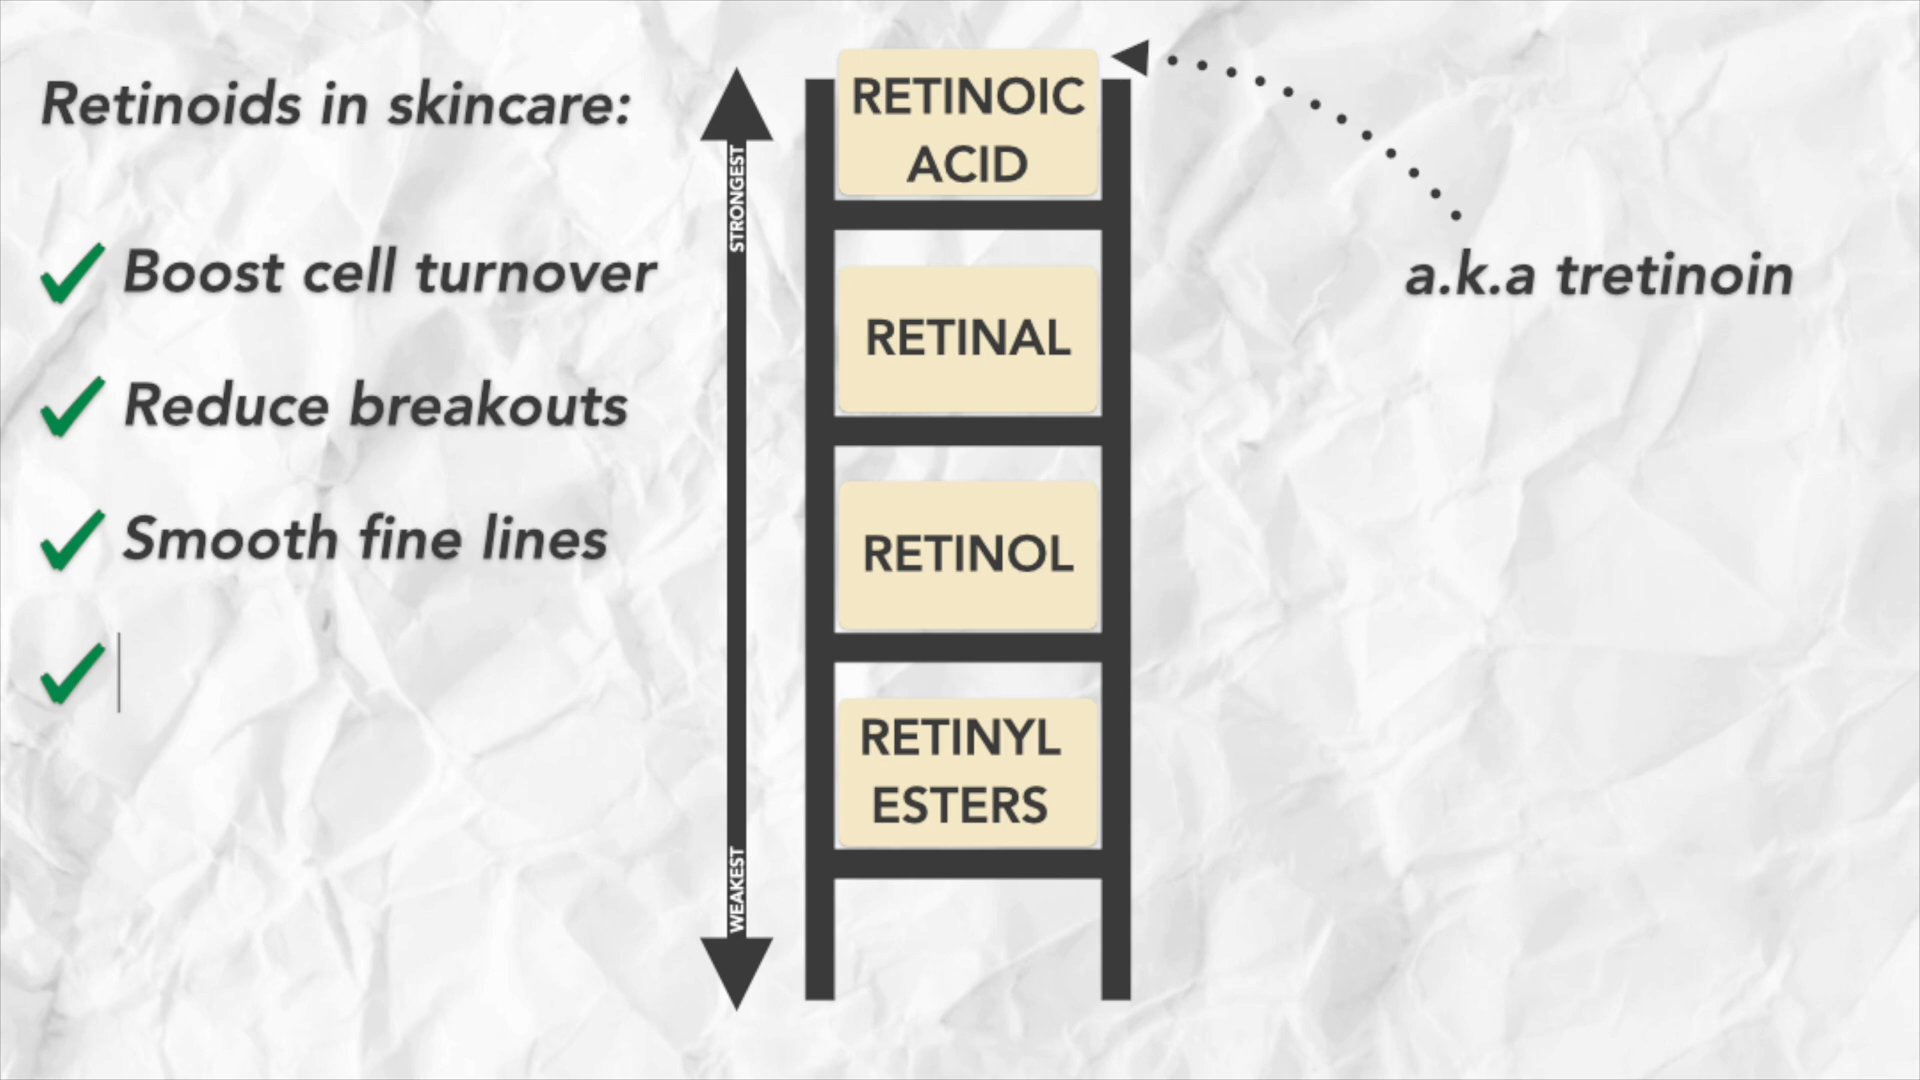 Retinoids in skincare:
Boost cell turnover
Reduce breakouts
Smooth fine lines
STRONGEST
WEAKEST
RETINOIC
ACID
RETINAL
RETINOL
RETINYL
ESTERS
a.k.a tretinoin